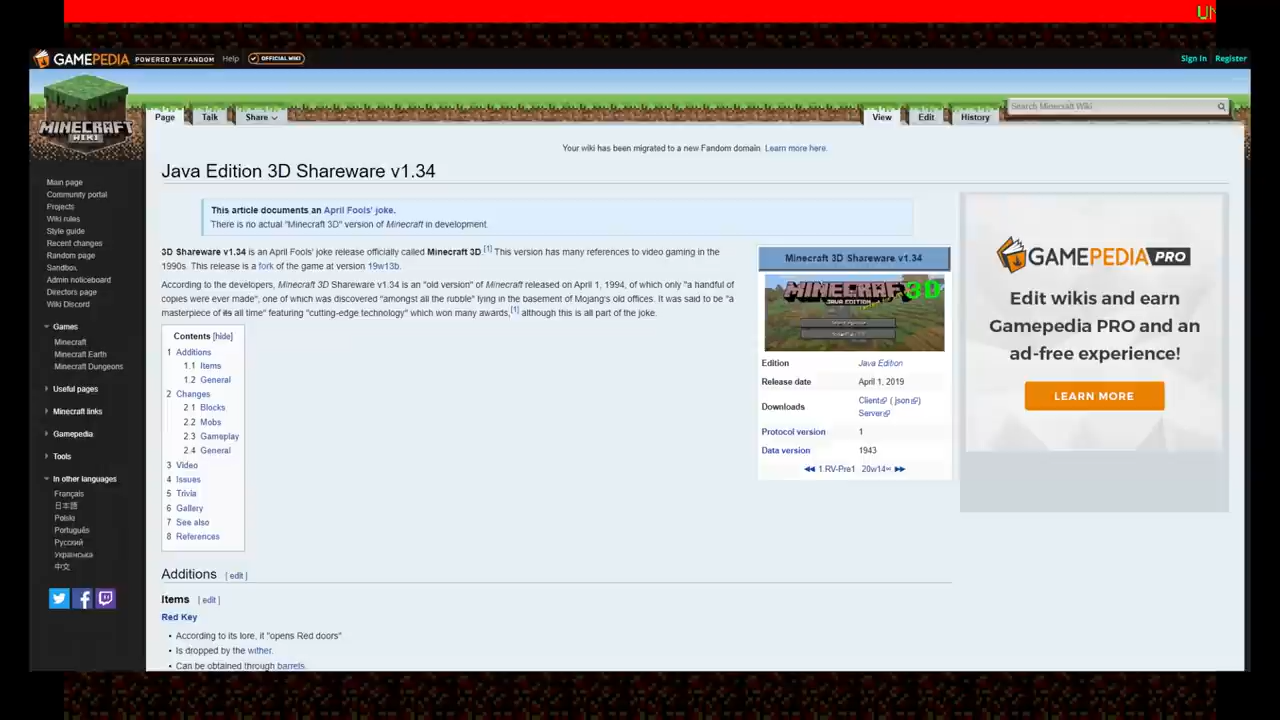 UN
GAMEPEDIA POWERED BY FANDOM Help OFFICIAL WIKI
Sign In Register
MINECRAFT
WIKI
Page Talk Share View Edit History
Search Minecraft Wiki
Your wiki has been migrated to a new Fandom domain. Learn more here.
Java Edition 3D Shareware v1.34
This article documents an April Fools' joke.
There is no actual "Minecraft 3D" version of Minecraft in development.
3D Shareware v1.34 is an April Fools' joke release officially called Minecraft 3D.[1] This version has many references to video gaming in the
1990s. This release is a fork of the game at version 19w13b.
According to the developers, Minecraft 3D Shareware v1.34 is an "old version" of Minecraft released on April 1, 1994, of which only "a handful of
copies were ever made", one of which was discovered "amongst all the rubble" lying in the basement of Mojang's old offices. It was said to be "a
masterpiece of its all time" featuring "cutting-edge technology" which won many awards,[1] although this is all part of the joke.
Contents [hide]
1 Additions
1.1 Items
1.2 General
2 Changes
2.1 Blocks
2.2 Mobs
2.3 Gameplay
2.4 General
3 Video
4 Issues
5 Trivia
6 Gallery
7 See also
8 References
Additions [ edit ]
Items [ edit ]
Red Key
• According to its lore, it "opens Red doors"
• Is dropped by the wither.
• Can be obtained through barrels.
Minecraft 3D Shareware v1.34
MINECRAFT 3D
JAVA EDITION
Edition Java Edition
Release date April 1, 2019
Downloads Client (.json)
Server
Protocol version 1
Data version 1943
◄◄ 1.RV-Pre1 20w14∞ ►►
GAMEPEDIA PRO
Edit wikis and earn
Gamepedia PRO and an
ad-free experience!
LEARN MORE
Main page
Community portal
Projects
Wiki rules
Style guide
Recent changes
Random page
Sandbox
Admin noticeboard
Directors page
Wiki Discord
Games
Minecraft
Minecraft Earth
Minecraft Dungeons
Useful pages
Minecraft links
Gamepedia
Tools
In other languages
Français
日本語
Polski
Português
Русский
Українська
中文